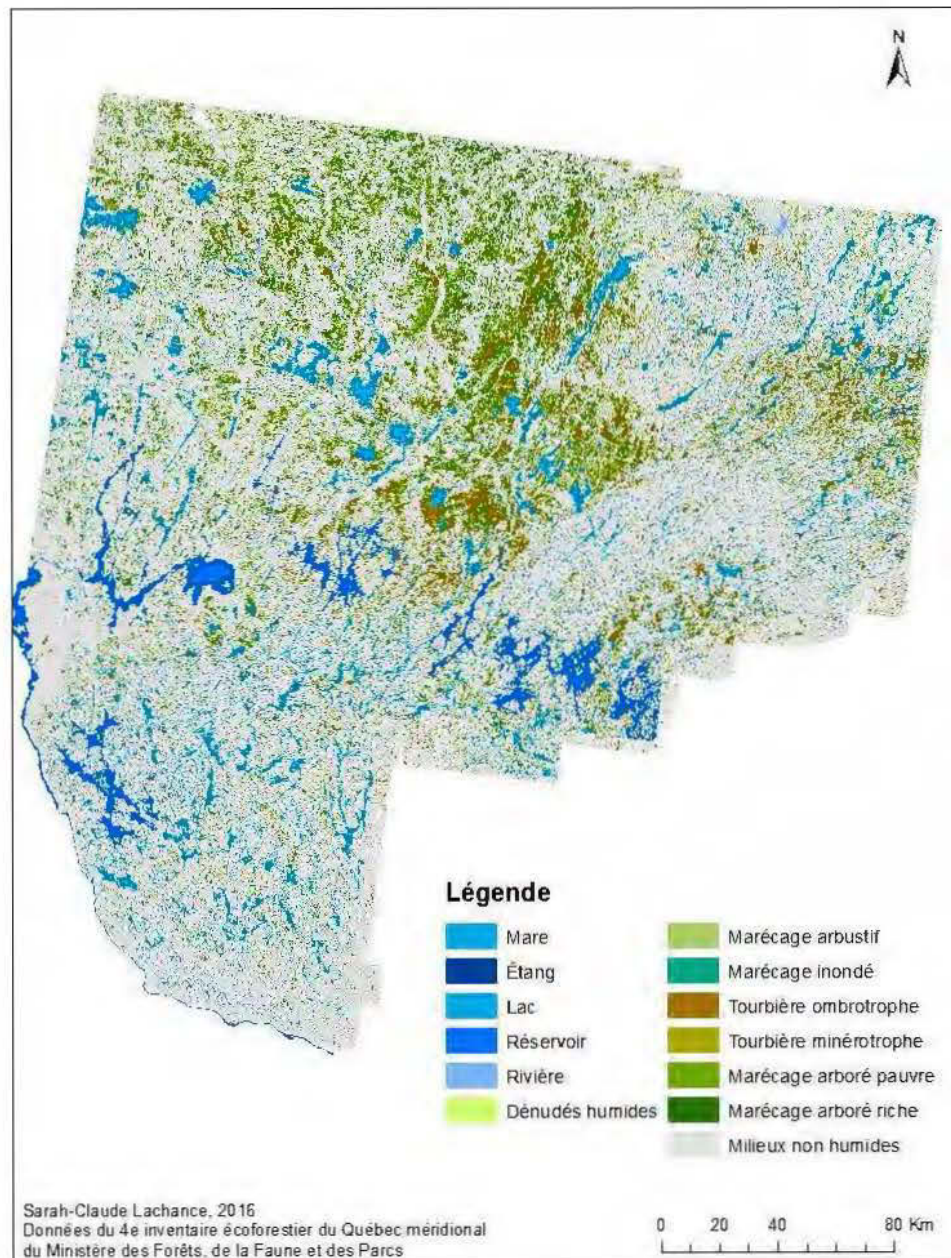 N
Légende
Mare
Étang
Lac
Réservoir
Rivière
Dénudés humides
Marécage arbustif
Marécage inondé
Tourbière ombrotrophe
Tourbière minérotrophe
Marécage arboré pauvre
Marécage arboré riche
Milieux non humides
Sarah-Claude Lachance, 2016
Données du 4e inventaire écoforestier du Québec méridional
du Ministère des Forêts, de la Faune et des Parcs
0 20 40 80 Km